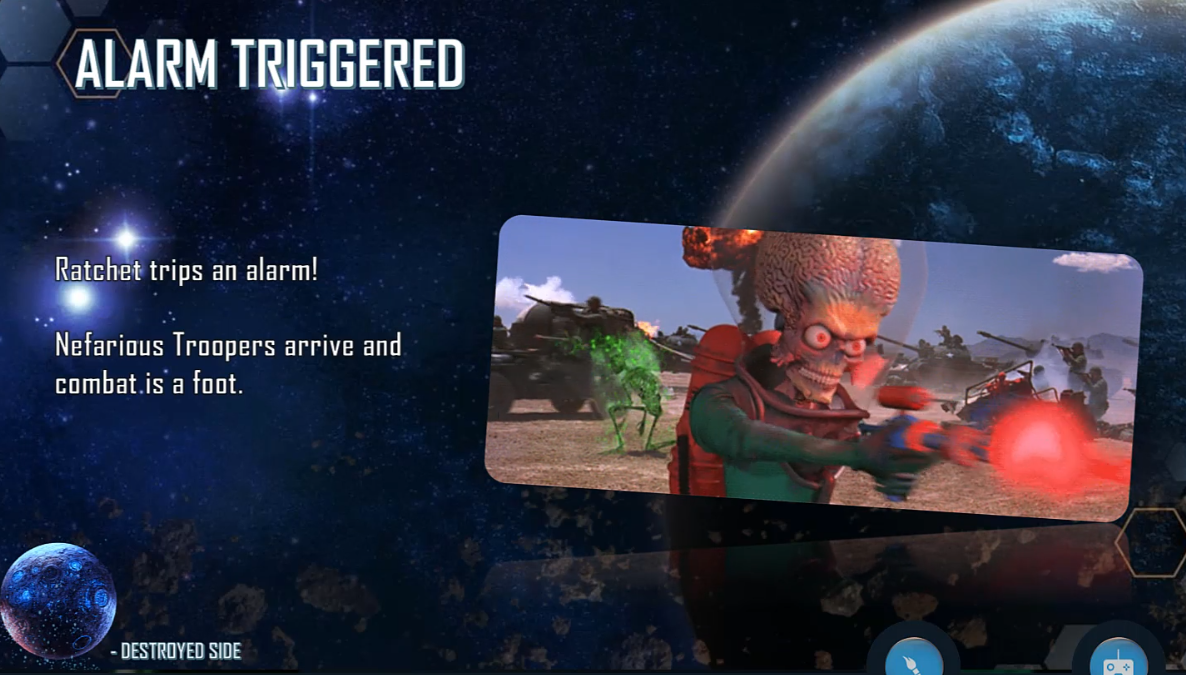 ALARM TRIGGERED
Ratchet trips an alarm!
Nefarious Troopers arrive and
combat is a foot.
- DESTROYED SIDE